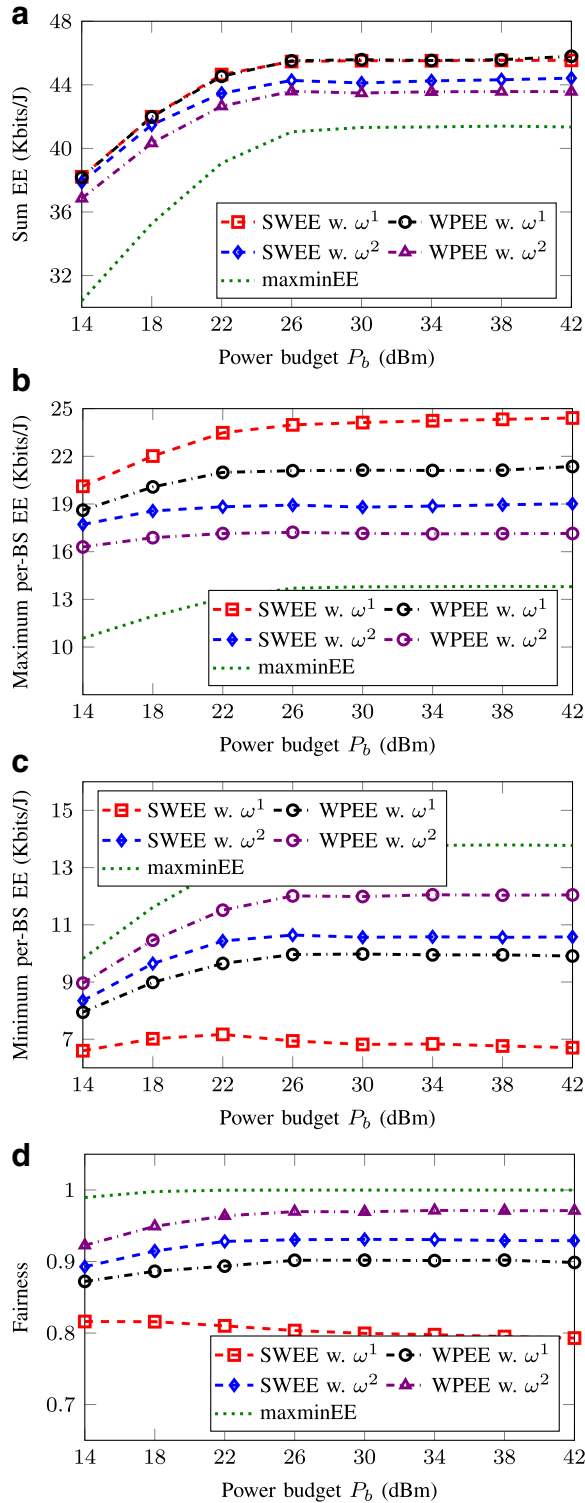 a
48
44
40
36
32
Sum EE (Kbits/J)
SWEE w. ω¹ WPEE w. ω¹
SWEE w. ω² WPEE w. ω²
maxminEE
14 18 22 26 30 34 38 42
Power budget P_b (dBm)
b
25
22
19
16
13
10
Maximum per-BS EE (Kbits/J)
SWEE w. ω¹ WPEE w. ω¹
SWEE w. ω² WPEE w. ω²
maxminEE
14 18 22 26 30 34 38 42
Power budget P_b (dBm)
c
15
13
11
9
7
Minimum per-BS EE (Kbits/J)
SWEE w. ω¹ WPEE w. ω¹
SWEE w. ω² WPEE w. ω²
maxminEE
14 18 22 26 30 34 38 42
Power budget P_b (dBm)
d
1
0.9
0.8
0.7
Fairness
SWEE w. ω¹ WPEE w. ω¹
SWEE w. ω² WPEE w. ω²
maxminEE
14 18 22 26 30 34 38 42
Power budget P_b (dBm)